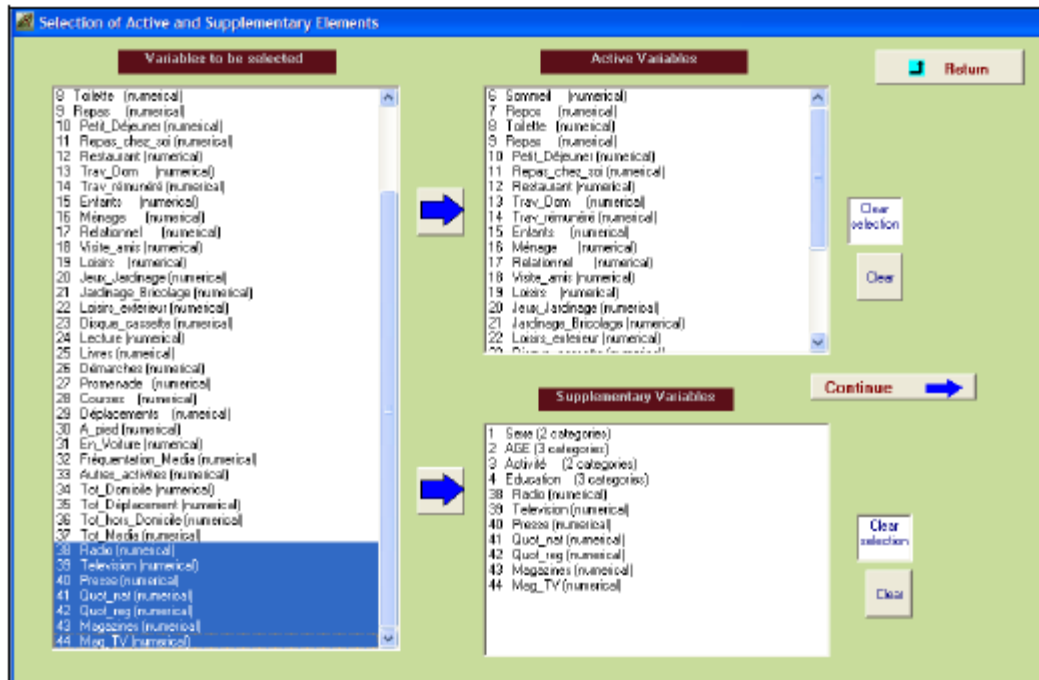 Selection of Active and Supplementary Elements
Variables to be selected
8 Toilette (numerical)
9 Repas (numerical)
10 Petit_Déjeuner (numerical)
11 Repas_chez_soi (numerical)
12 Restaurant (numerical)
13 Trav_Dom (numerical)
14 Trav_rémunéré (numerical)
15 Enfants (numerical)
16 Ménage (numerical)
17 Relationnel (numerical)
18 Visite_amis (numerical)
19 Loisirs (numerical)
20 Jeux_Jardinage (numerical)
21 Jardinage_Bricolage (numerical)
22 Loisirs_exterieur (numerical)
23 Disque_cassette (numerical)
24 Lecture (numerical)
25 Livres (numerical)
26 Démarches (numerical)
27 Promenade (numerical)
28 Courses (numerical)
29 Déplacements (numerical)
30 A_pied (numerical)
31 En_Voiture (numerical)
32 Fréquentation_Media (numerical)
33 Autres_activites (numerical)
34 Tot_Domicile (numerical)
35 Tot_Déplacement (numerical)
36 Tot_hors_Domicile (numerical)
37 Tot_Media (numerical)
38 Radio (numerical)
39 Television (numerical)
40 Presse (numerical)
41 Quot_nat (numerical)
42 Quot_reg (numerical)
43 Magazines (numerical)
44 Mag_TV (numerical)
Active Variables
6 Sommeil (numerical)
7 Repos (numerical)
8 Toilette (numerical)
9 Repas (numerical)
10 Petit_Déjeuner (numerical)
11 Repas_chez_soi (numerical)
12 Restaurant (numerical)
13 Trav_Dom (numerical)
14 Trav_rémunéré (numerical)
15 Enfants (numerical)
16 Ménage (numerical)
17 Relationnel (numerical)
18 Visite_amis (numerical)
19 Loisirs (numerical)
20 Jeux_Jardinage (numerical)
21 Jardinage_Bricolage (numerical)
22 Loisirs_exterieur (numerical)
23 Disque_cassette (numerical)
Return
Clear
selection
Clear
Continue
Supplementary Variables
1 Sexe (2 categories)
2 AGE (3 categories)
3 Activité (2 categories)
4 Education (3 categories)
38 Radio (numerical)
39 Television (numerical)
40 Presse (numerical)
41 Quot_nat (numerical)
42 Quot_reg (numerical)
43 Magazines (numerical)
44 Mag_TV (numerical)
Clear
selection
Clear